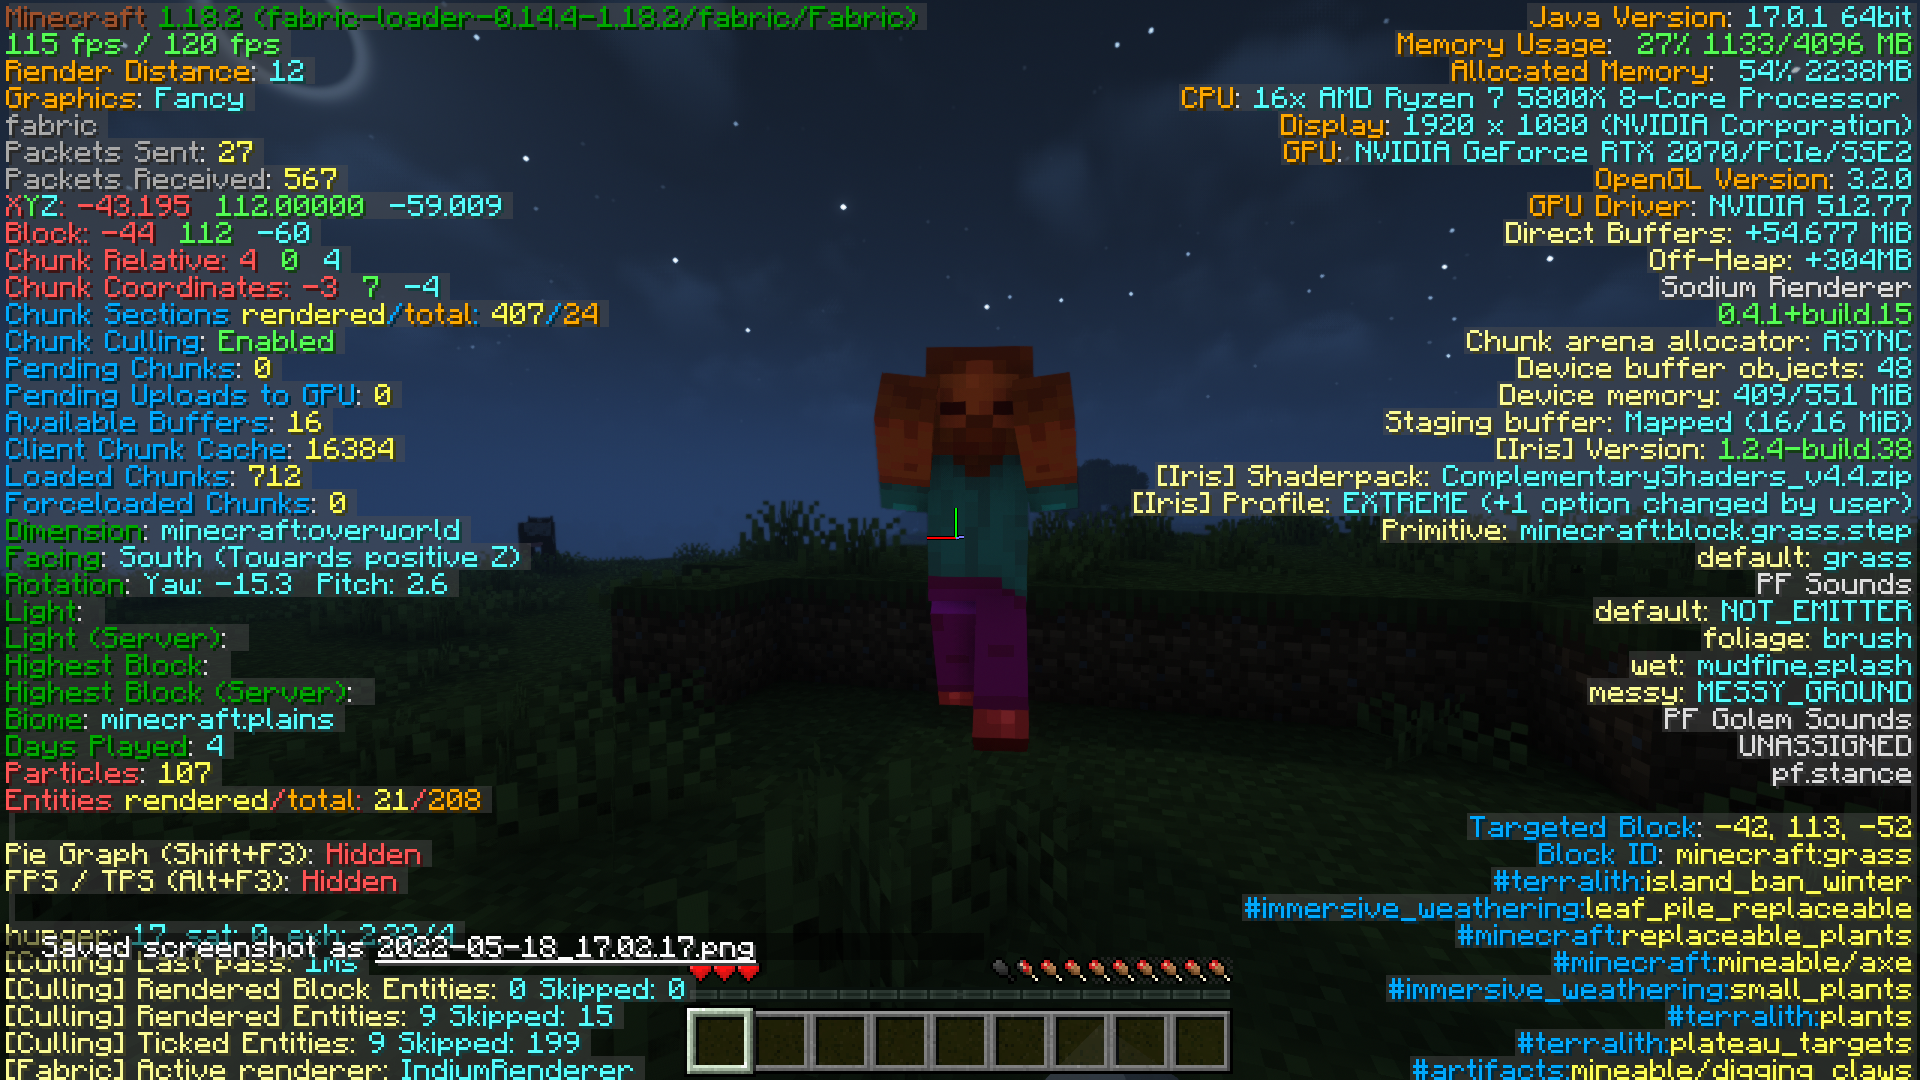 Minecraft 1.18.2 (fabric-loader-0.14.4-1.18.2/fabric/Fabric)
115 fps / 120 fps
Render Distance: 12
Graphics: Fancy
fabric
Packets Sent: 27
Packets Received: 567
XYZ: -43.195 112.00000 -59.009
Block: -44 112 -60
Chunk Relative: 4 0 4
Chunk Coordinates: -3 7 -4
Chunk Sections rendered/total: 407/24
Chunk Culling: Enabled
Pending Chunks: 0
Pending Uploads to GPU: 0
Available Buffers: 16
Client Chunk Cache: 16384
Loaded Chunks: 712
Forceloaded Chunks: 0
Dimension: minecraft:overworld
Facing: South (Towards positive Z)
Rotation: Yaw: -15.3 Pitch: 2.6
Light:
Light (Server):
Highest Block:
Highest Block (Server):
Biome: minecraft:plains
Days Played: 4
Particles: 107
Entities rendered/total: 21/208
Pie Graph (Shift+F3): Hidden
FPS / TPS (Alt+F3): Hidden
hunger: 17, sat: 0, exh: 2.22/4
Saved screenshot as 2022-05-18_17.02.17.png
[Culling] Last pass: 1ms
[Culling] Rendered Block Entities: 0 Skipped: 0
[Culling] Rendered Entities: 9 Skipped: 15
[Culling] Ticked Entities: 9 Skipped: 199
[Fabric] Active renderer: IndiumRenderer
Java Version: 17.0.1 64bit
Memory Usage: 27% 1133/4096 MB
Allocated Memory: 54% 2238MB
CPU: 16x AMD Ryzen 7 5800X 8-Core Processor
Display: 1920 x 1080 (NVIDIA Corporation)
GPU: NVIDIA GeForce RTX 2070/PCIe/SSE2
OpenGL Version: 3.2.0
GPU Driver: NVIDIA 512.77
Direct Buffers: +54.677 MiB
Off-Heap: +304MB
Sodium Renderer
0.4.1+build.15
Chunk arena allocator: ASYNC
Device buffer objects: 48
Device memory: 409/551 MiB
Staging buffer: Mapped (16/16 MiB)
[Iris] Version: 1.2.4-build.38
[Iris] Shaderpack: ComplementaryShaders_v4.4.zip
[Iris] Profile: EXTREME (+1 option changed by user)
Primitive: minecraft:block.grass.step
default: grass
PF Sounds
default: NOT_EMITTER
foliage: brush
wet: mudfine,splash
messy: MESSY_GROUND
PF Golem Sounds
UNASSIGNED
pf.stance
Targeted Block: -42, 113, -52
Block ID: minecraft:grass
#terralith:island_ban_winter
#immersive_weathering:leaf_pile_replaceable
#minecraft:replaceable_plants
#minecraft:mineable/axe
#immersive_weathering:small_plants
#terralith:plants
#terralith:plateau_targets
#artifacts:mineable/digging_claws